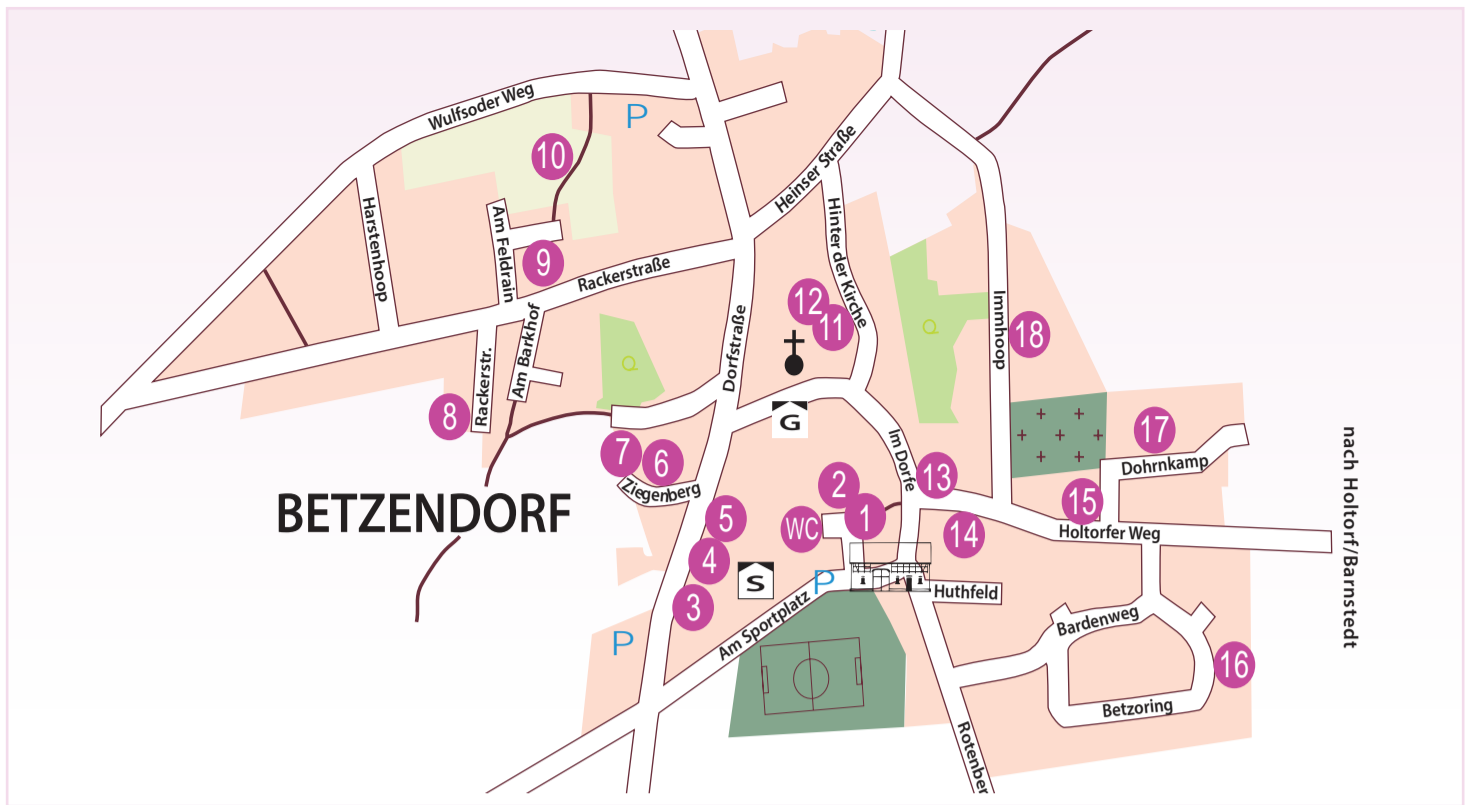 Wulfsoder Weg
P
10
Heinser Straße
Harstenhoop
Am Feldrain
9
Rackerstraße
Hinter der Kirche
12
11
Immhoop
18
Dorfstraße
Am Barkhof
Rackerstr.
8
G
Im Dorfe
17
Dohrnkamp
nach Holtorf/Barnstedt
7
6
Ziegenberg
BETZENDORF
2
13
15
5
WC
1
14
Holtorfer Weg
4
S
P
Huthfeld
3
Am Sportplatz
Bardenweg
P
16
Betzoring
Rotenber